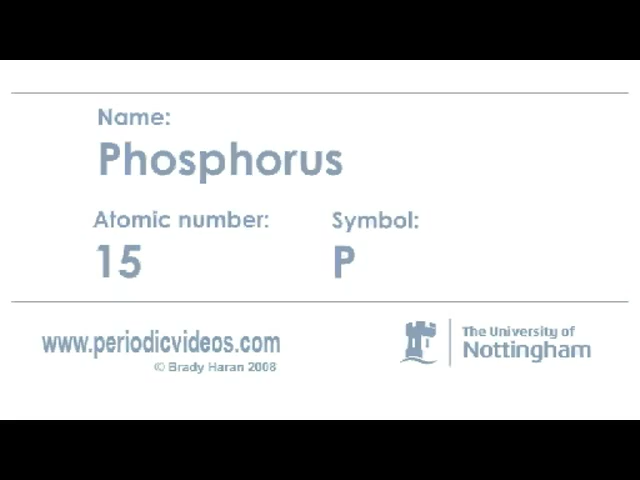 Name:
Phosphorus
Atomic number: Symbol:
15 P
www.periodicvideos.com
© Brady Haran 2008
The University of
Nottingham